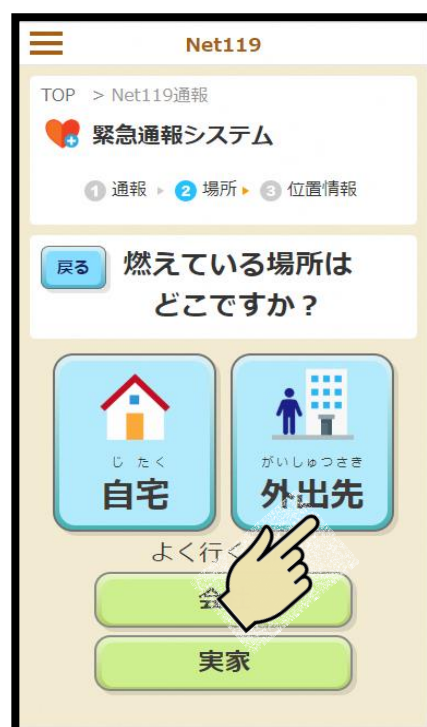 Net119
TOP > Net119通報
緊急通報システム
1 通報 ▸ 2 場所 ▸ 3 位置情報
戻る
燃えている場所は
どこですか？
じたく
自宅
がいしゅつさき
外出先
よく行く
実家